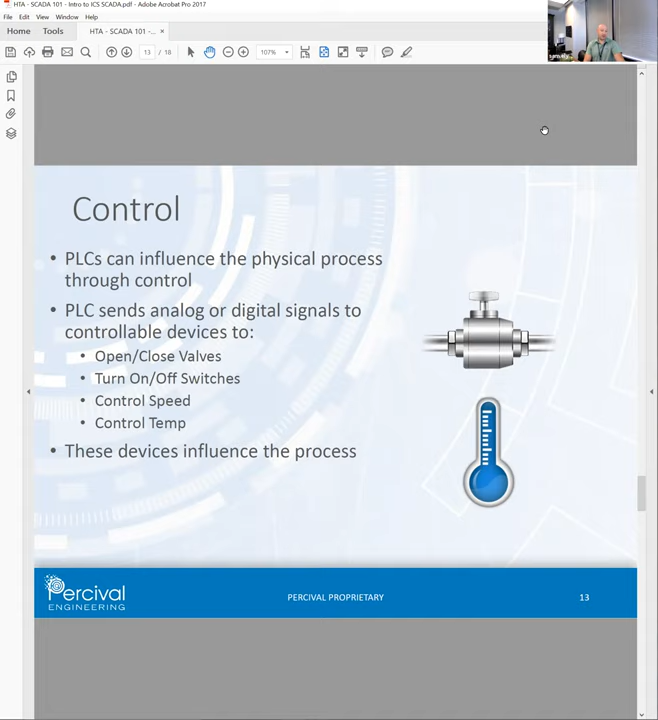 HTA - SCADA 101 - Intro to ICS SCADA.pdf - Adobe Acrobat Pro 2017
File Edit View Window Help
Home Tools HTA - SCADA 101 -... ×
13 / 18 107%
Control
• PLCs can influence the physical process
through control
• PLC sends analog or digital signals to
controllable devices to:
• Open/Close Valves
• Turn On/Off Switches
• Control Speed
• Control Temp
• These devices influence the process
Percival
ENGINEERING
PERCIVAL PROPRIETARY
13